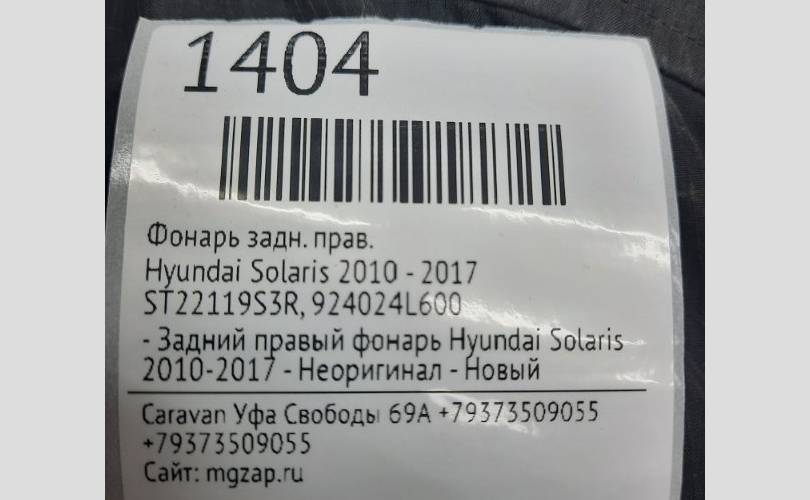 1404
Фонарь задн. прав.
Hyundai Solaris 2010 - 2017
ST22119S3R, 924024L600
- Задний правый фонарь Hyundai Solaris
2010-2017 - Неоригинал - Новый
Caravan Уфа Свободы 69А +79373509055
+79373509055
Сайт: mgzap.ru